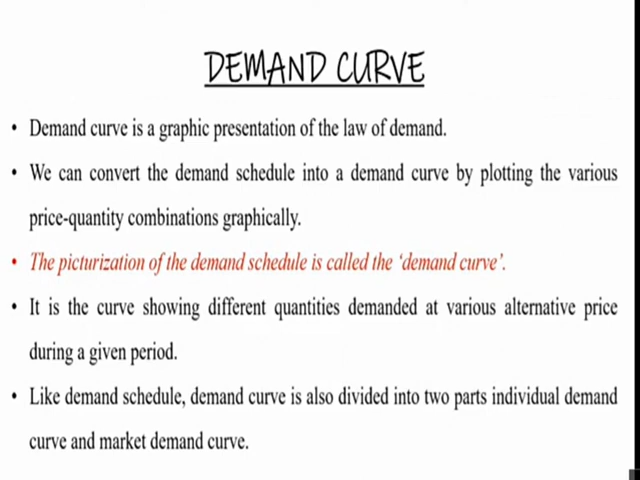 DEMAND CURVE
• Demand curve is a graphic presentation of the law of demand.
• We can convert the demand schedule into a demand curve by plotting the various
price-quantity combinations graphically.
• The picturization of the demand schedule is called the ‘demand curve’.
• It is the curve showing different quantities demanded at various alternative price
during a given period.
• Like demand schedule, demand curve is also divided into two parts individual demand
curve and market demand curve.